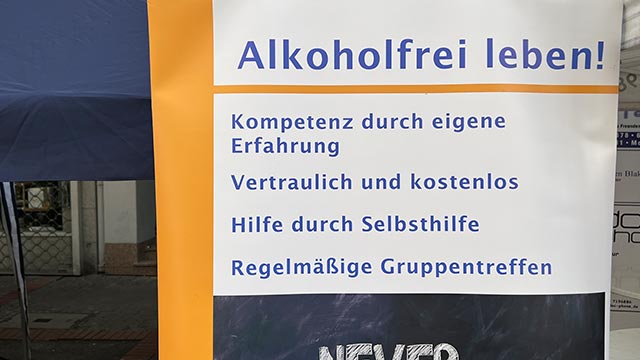 Alkoholfrei leben!
Kompetenz durch eigene
Erfahrung
Vertraulich und kostenlos
Hilfe durch Selbsthilfe
Regelmäßige Gruppentreffen
NEVER